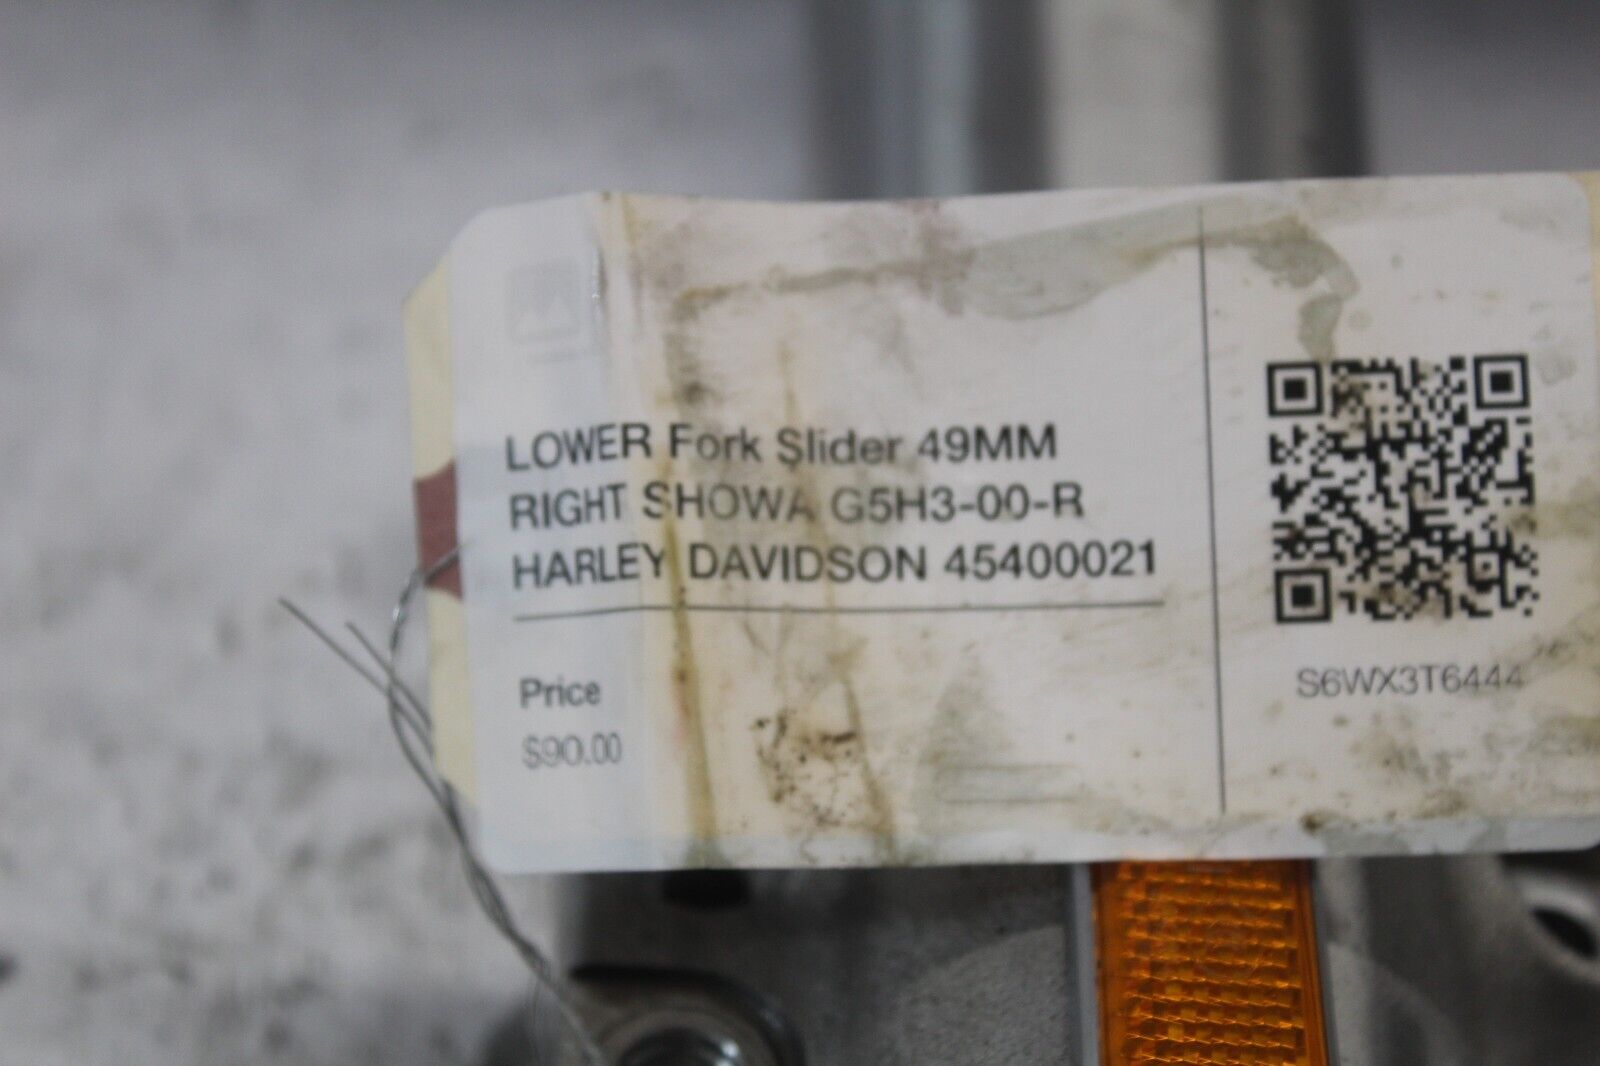 LOWER Fork Slider 49MM
RIGHT SHOWA G5H3-00-R
HARLEY DAVIDSON 45400021
Price
$90.00
S6WX3T6444